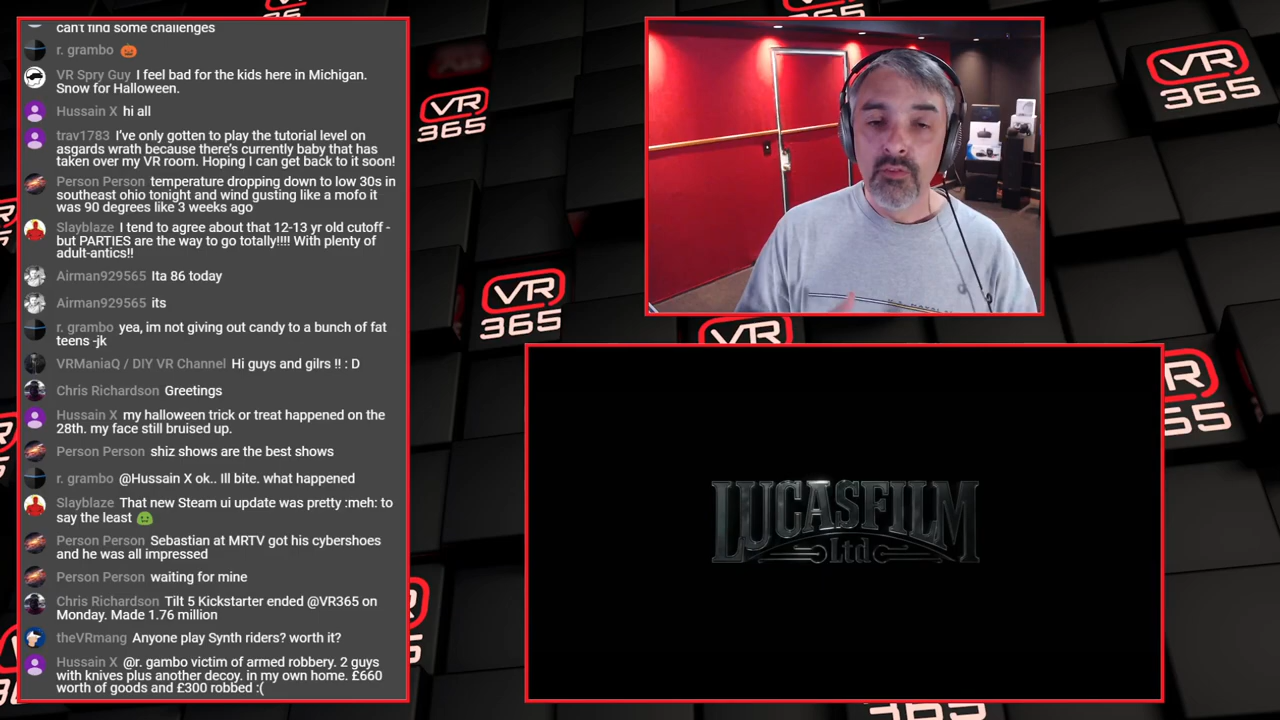 can't find some challenges
r. grambo 🎃
VR Spry Guy I feel bad for the kids here in Michigan.
Snow for Halloween.
Hussain X hi all
trav1783 I've only gotten to play the tutorial level on
asgards wrath because there's currently baby that has
taken over my VR room. Hoping I can get back to it soon!
Person Person temperature dropping down to low 30s in
southeast ohio tonight and wind gusting like a mofo it
was 90 degrees like 3 weeks ago
Slayblaze I tend to agree about that 12-13 yr old cutoff -
but PARTIES are the way to go totally!!!! With plenty of
adult-antics!!
Airman929565 Ita 86 today
Airman929565 its
r. grambo yea, im not giving out candy to a bunch of fat
teens -jk
VRManiaQ / DIY VR Channel Hi guys and gilrs !! : D
Chris Richardson Greetings
Hussain X my halloween trick or treat happened on the
28th. my face still bruised up.
Person Person shiz shows are the best shows
r. grambo @Hussain X ok.. Ill bite. what happened
Slayblaze That new Steam ui update was pretty :meh: to
say the least 🤢
Person Person Sebastian at MRTV got his cybershoes
and he was all impressed
Person Person waiting for mine
Chris Richardson Tilt 5 Kickstarter ended @VR365 on
Monday. Made 1.76 million
theVRmang Anyone play Synth riders? worth it?
Hussain X @r. gambo victim of armed robbery. 2 guys
with knives plus another decoy. in my own home. £660
worth of goods and £300 robbed :(
VR
365
VR
365
VR
365
VR
365
VR
365
LUCASFILM
Ltd